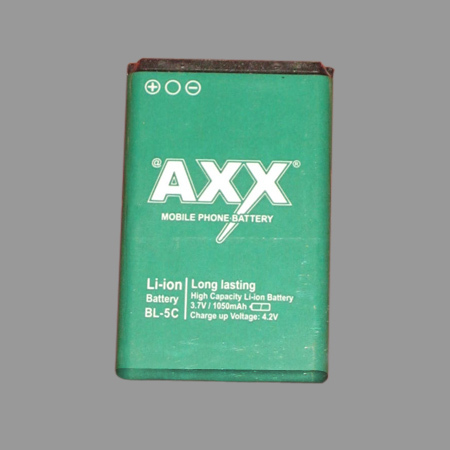 @AXX®
MOBILE PHONE BATTERY
Li-ion
Battery
BL-5C
Long lasting
High Capacity Li-ion Battery
3.7V / 1050mAh
Charge up Voltage: 4.2V